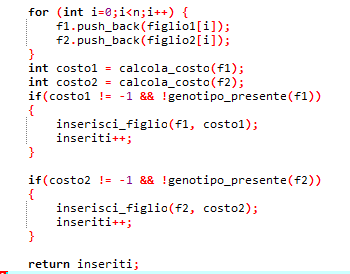 for (int i=0;i<n;i++) {
f1.push_back(figlio1[i]);
f2.push_back(figlio2[i]);
}
int costo1 = calcola_costo(f1);
int costo2 = calcola_costo(f2);
if(costo1 != -1 && !genotipo_presente(f1))
{
inserisci_figlio(f1, costo1);
inseriti++;
}
if(costo2 != -1 && !genotipo_presente(f2))
{
inserisci_figlio(f2, costo2);
inseriti++;
}
return inseriti;